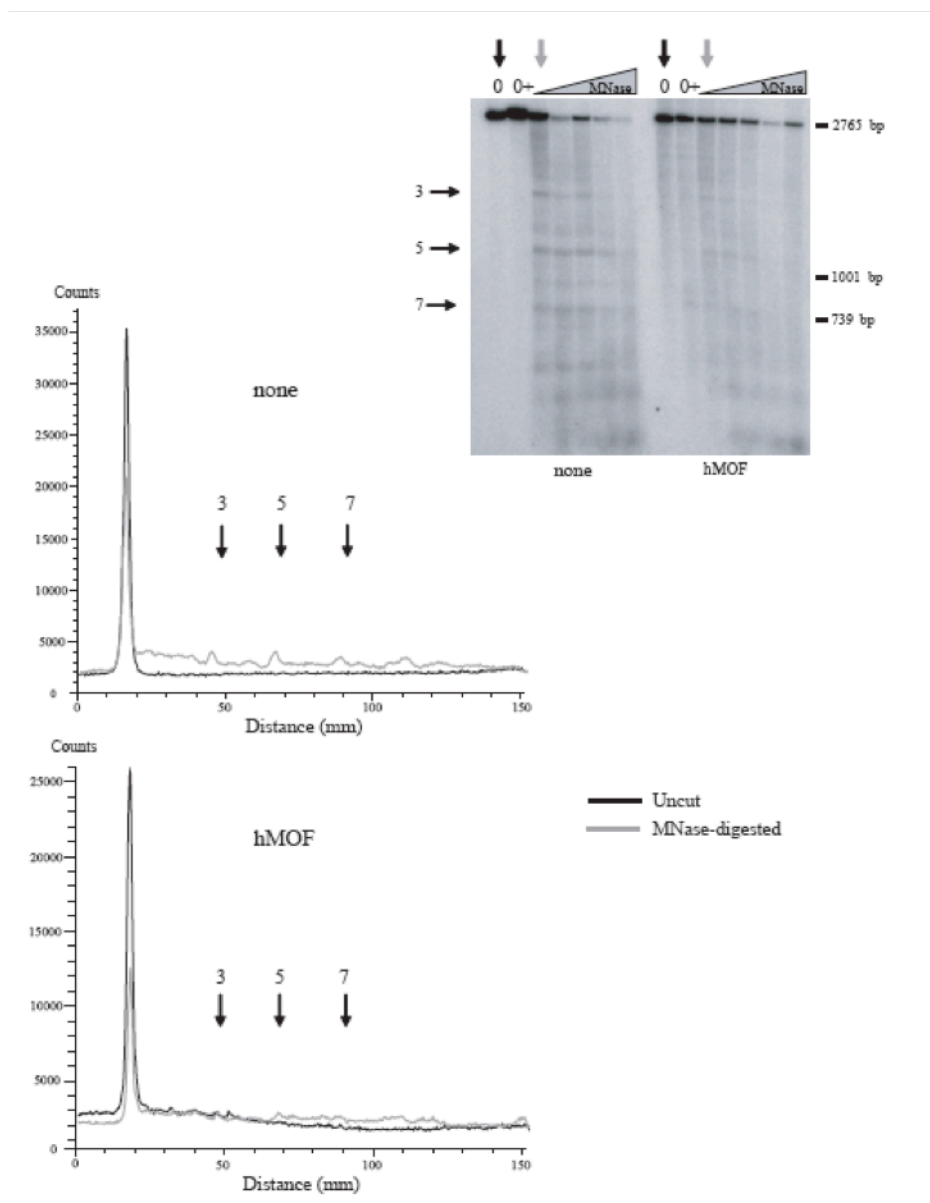 0 0+ MNase 0 0+ MNase
2765 bp
3
5
1001 bp
7
739 bp
none hMOF
Counts
35000
30000
none
25000
20000
3 5 7
15000
10000
5000
0
0 50 100 150
Distance (mm)
Counts
25000
Uncut
MNase-digested
hMOF
20000
15000
3 5 7
10000
5000
0
0 50 100 150
Distance (mm)